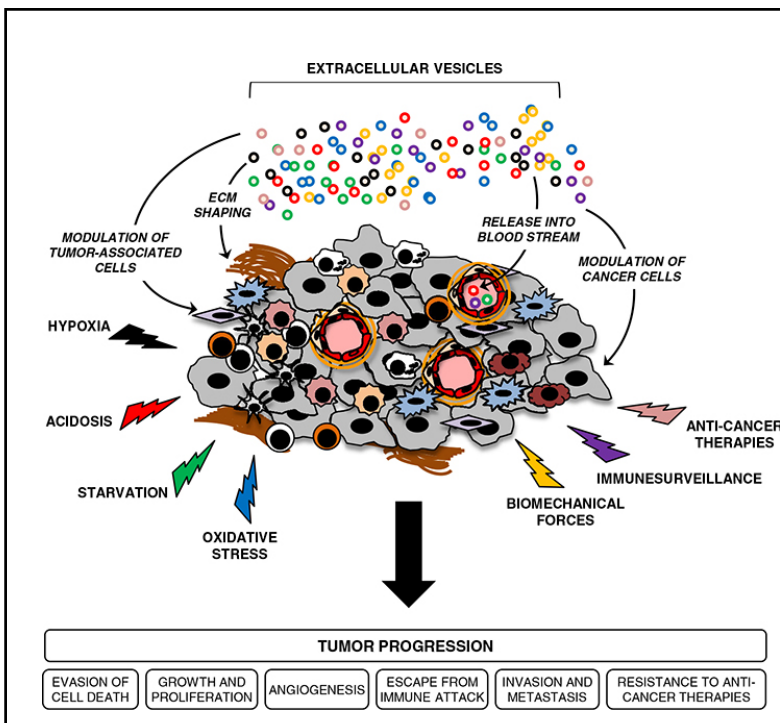 EXTRACELLULAR VESICLES
ECM
SHAPING
MODULATION OF
TUMOR-ASSOCIATED
CELLS
RELEASE INTO
BLOOD STREAM
MODULATION OF
CANCER CELLS
HYPOXIA
ACIDOSIS
STARVATION
OXIDATIVE
STRESS
BIOMECHANICAL
FORCES
IMMUNESURVEILLANCE
ANTI-CANCER
THERAPIES
TUMOR PROGRESSION
EVASION OF
CELL DEATH
GROWTH AND
PROLIFERATION
ANGIOGENESIS
ESCAPE FROM
IMMUNE ATTACK
INVASION AND
METASTASIS
RESISTANCE TO ANTI-
CANCER THERAPIES